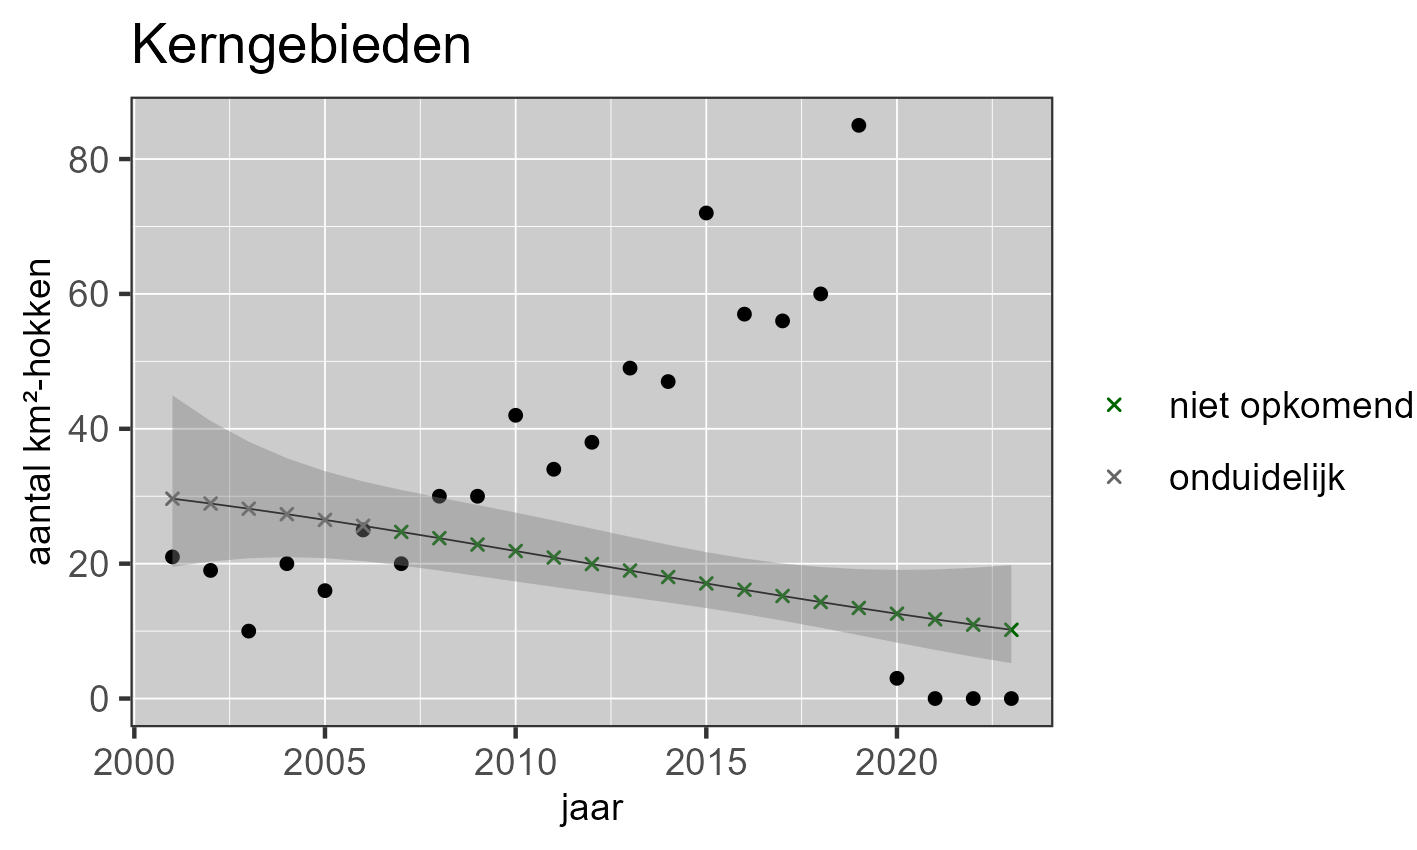 Kerngebieden
aantal km²-hokken
80
60
40
20
0
2000 2005 2010 2015 2020
jaar
niet opkomend
onduidelijk